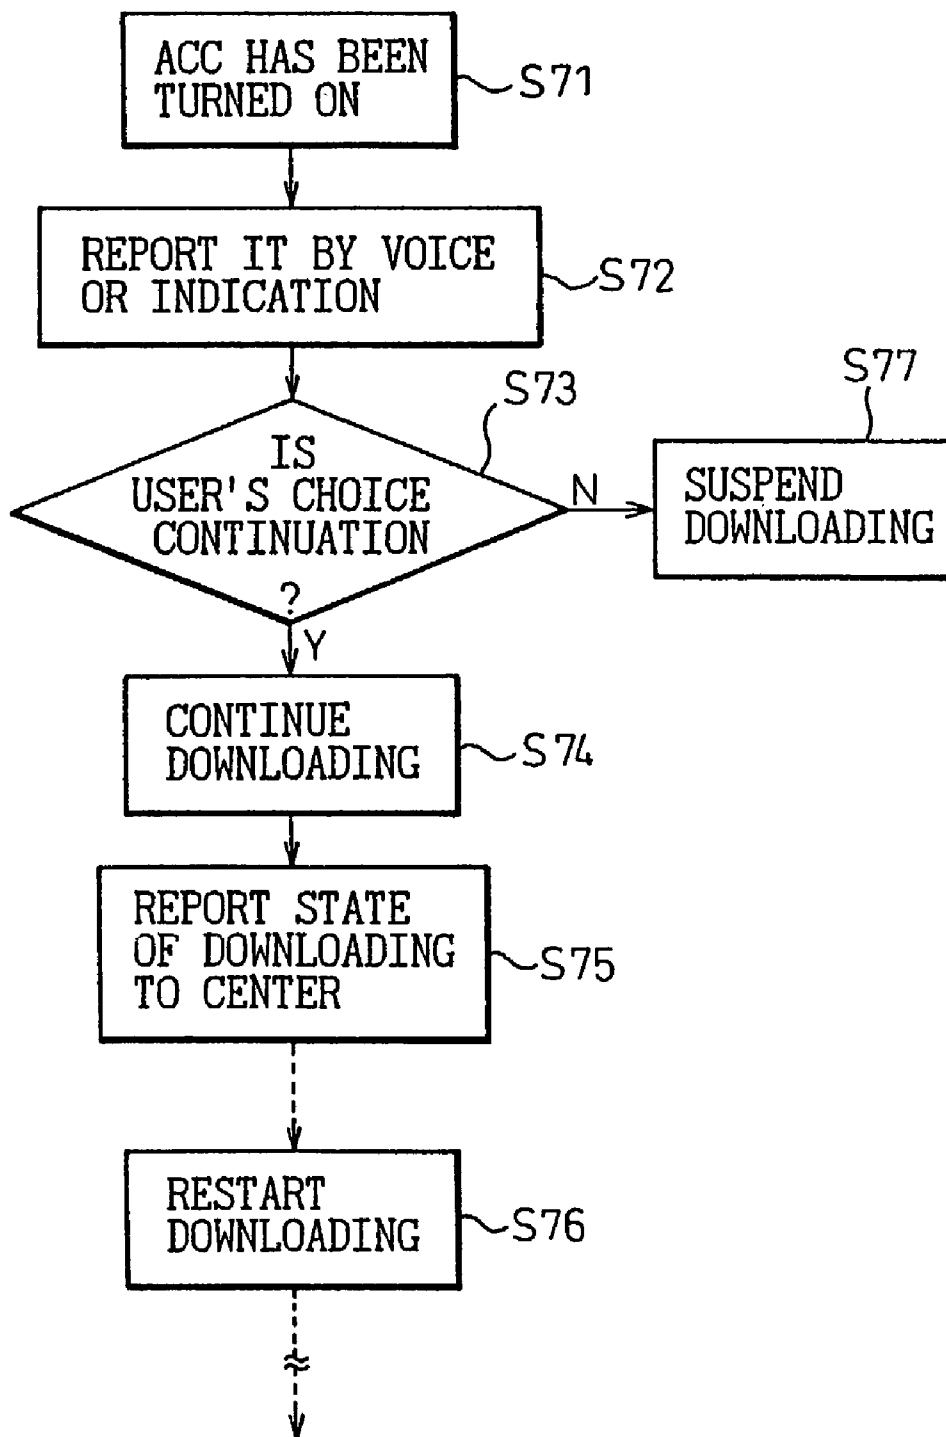 ACC HAS BEEN
TURNED ON
S71
REPORT IT BY VOICE
OR INDICATION
S72
IS
USER'S CHOICE
CONTINUATION
?
S73
N
SUSPEND
DOWNLOADING
S77
Y
CONTINUE
DOWNLOADING
S74
REPORT STATE
OF DOWNLOADING
TO CENTER
S75
RESTART
DOWNLOADING
S76